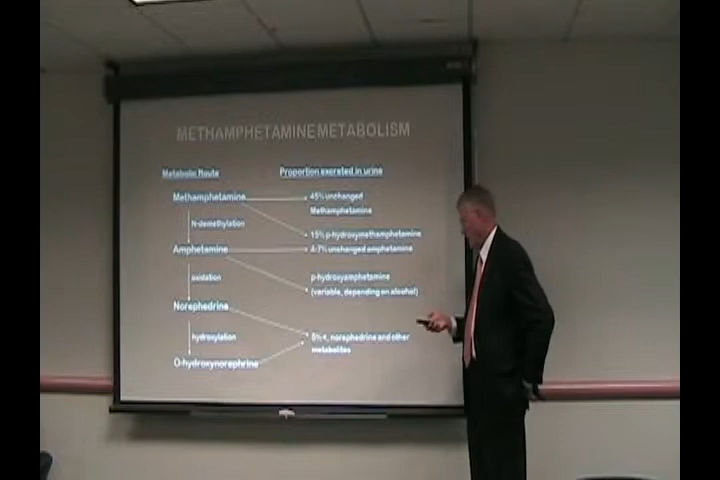 METHAMPHETAMINE METABOLISM
Metabolic Route
Proportion excreted in urine
Methamphetamine
45% unchanged
Methamphetamine
N-demethylation
15% p-hydroxymethamphetamine
Amphetamine
4-7% unchanged amphetamine
oxidation
p-hydroxyamphetamine
(variable, depending on alcohol)
Norephedrine
hydroxylation
5% <, norephedrine and other
metabolites
O-hydroxynorephrine